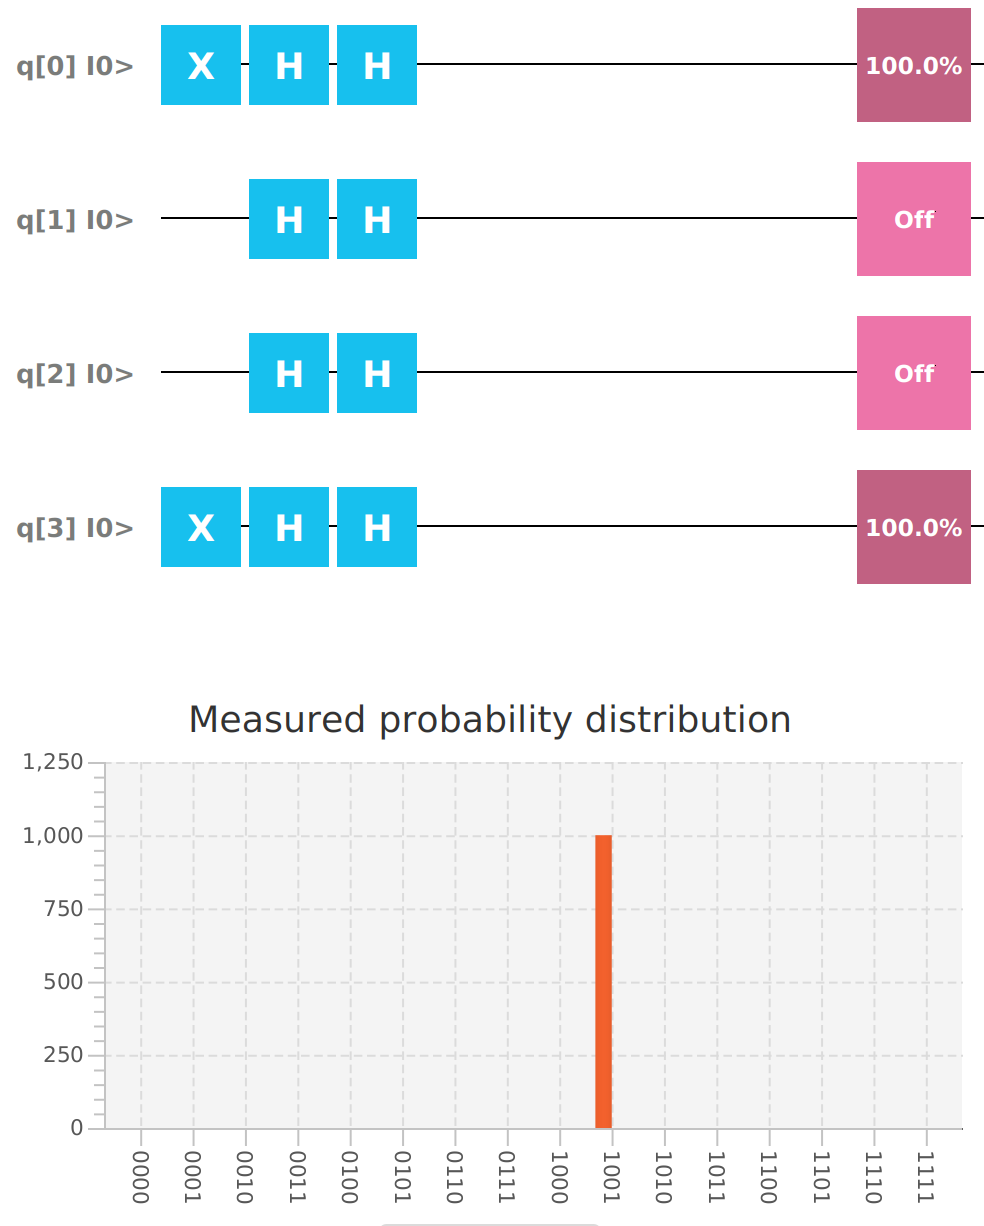 q[0] I0> X H H 100.0%
q[1] I0> H H Off
q[2] I0> H H Off
q[3] I0> X H H 100.0%
Measured probability distribution
1,250
1,000
750
500
250
0
0000 0001 0010 0011 0100 0101 0110 0111 1000 1001 1010 1011 1100 1101 1110 1111